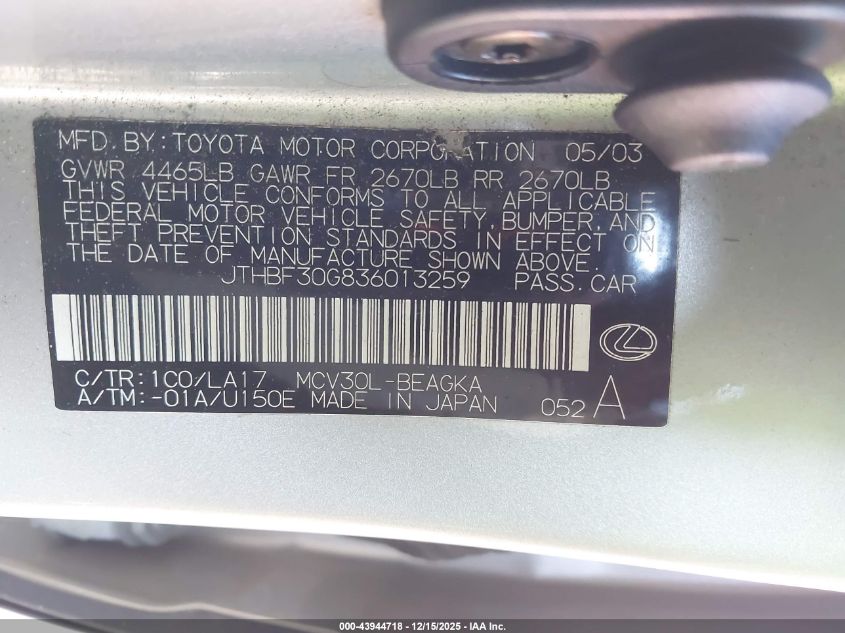 MFD. BY: TOYOTA MOTOR CORPORATION 05/03
GVWR 4465LB GAWR FR 2670LB RR 2670LB
THIS VEHICLE CONFORMS TO ALL APPLICABLE
FEDERAL MOTOR VEHICLE SAFETY, BUMPER, AND
THEFT PREVENTION STANDARDS IN EFFECT ON
THE DATE OF MANUFACTURE SHOWN ABOVE.
JTHBF30G836013259 PASS. CAR
C/TR: 1C0/LA17 MCV30L-BEAGKA
A/TM: -01A/U150E MADE IN JAPAN 052 A
000-43944718 - 12/15/2025 - IAA Inc.